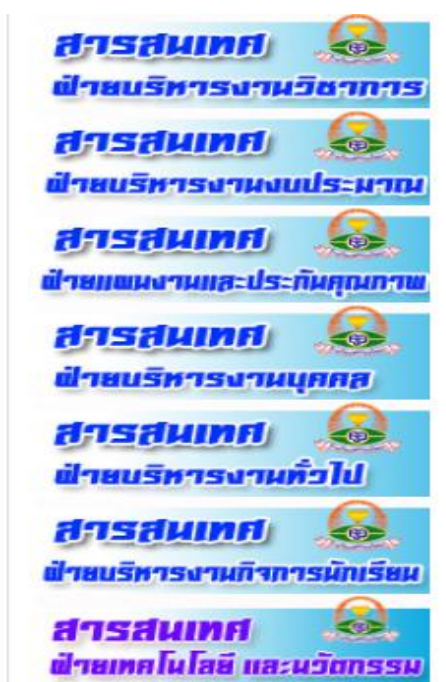 สารสนเทศ
ฝ่ายบริหารงานวิชาการ
สารสนเทศ
ฝ่ายบริหารงานงบประมาณ
สารสนเทศ
ฝ่ายแผนงานและประกันคุณภาพ
สารสนเทศ
ฝ่ายบริหารงานบุคคล
สารสนเทศ
ฝ่ายบริหารงานทั่วไป
สารสนเทศ
ฝ่ายบริหารงานกิจการนักเรียน
สารสนเทศ
ฝ่ายเทคโนโลยี และนวัตกรรม